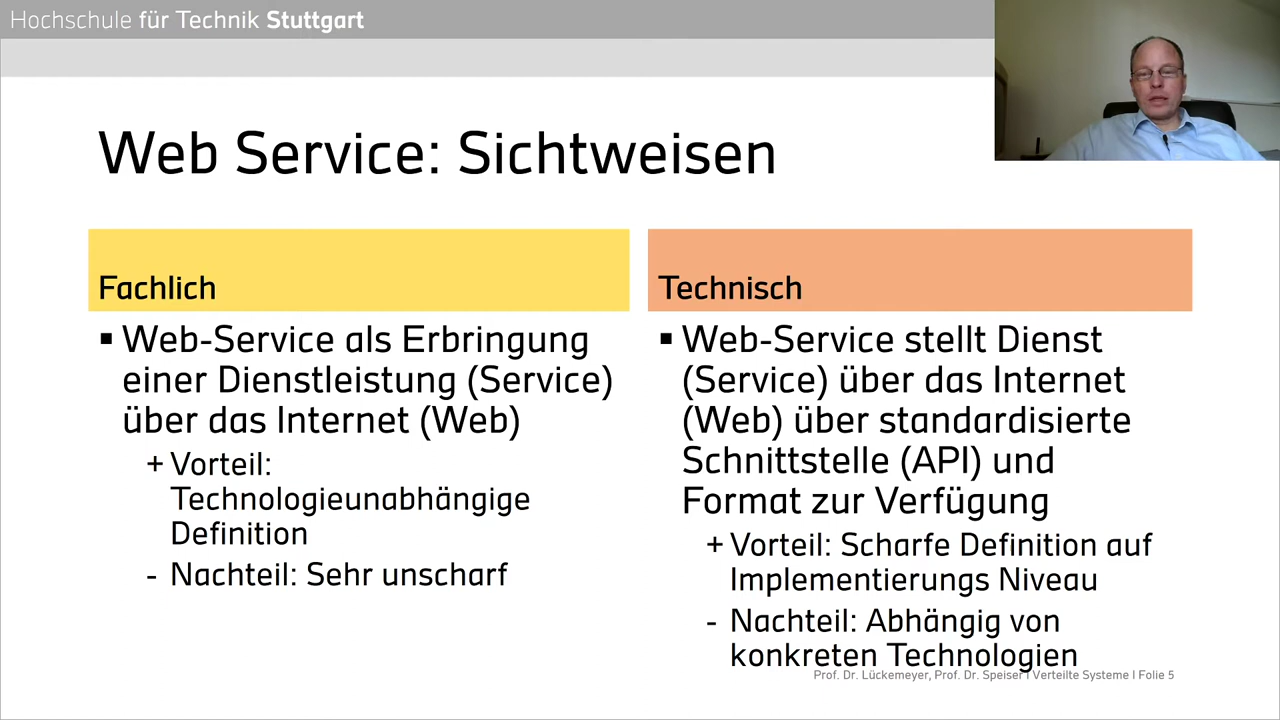 Hochschule für Technik Stuttgart
Web Service: Sichtweisen
Fachlich
▪ Web-Service als Erbringung
einer Dienstleistung (Service)
über das Internet (Web)
+ Vorteil:
Technologieunabhängige
Definition
- Nachteil: Sehr unscharf
Technisch
▪ Web-Service stellt Dienst
(Service) über das Internet
(Web) über standardisierte
Schnittstelle (API) und
Format zur Verfügung
+ Vorteil: Scharfe Definition auf
Implementierungs Niveau
- Nachteil: Abhängig von
konkreten Technologien
Prof. Dr. Lückemeyer, Prof. Dr. Speiser I Verteilte Systeme I Folie 5